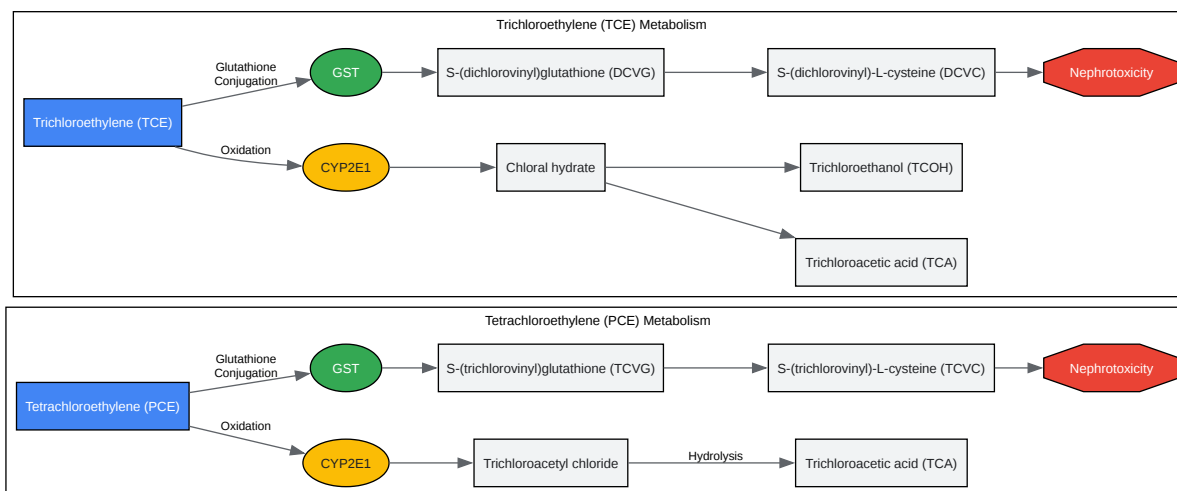 Trichloroethylene (TCE) Metabolism
Glutathione
Conjugation
GST
S-(dichlorovinyl)glutathione (DCVG)
S-(dichlorovinyl)-L-cysteine (DCVC)
Nephrotoxicity
Trichloroethylene (TCE)
Oxidation
CYP2E1
Chloral hydrate
Trichloroethanol (TCOH)
Trichloroacetic acid (TCA)
Tetrachloroethylene (PCE) Metabolism
Glutathione
Conjugation
GST
S-(trichlorovinyl)glutathione (TCVG)
S-(trichlorovinyl)-L-cysteine (TCVC)
Nephrotoxicity
Tetrachloroethylene (PCE)
Oxidation
CYP2E1
Trichloroacetyl chloride
Hydrolysis
Trichloroacetic acid (TCA)